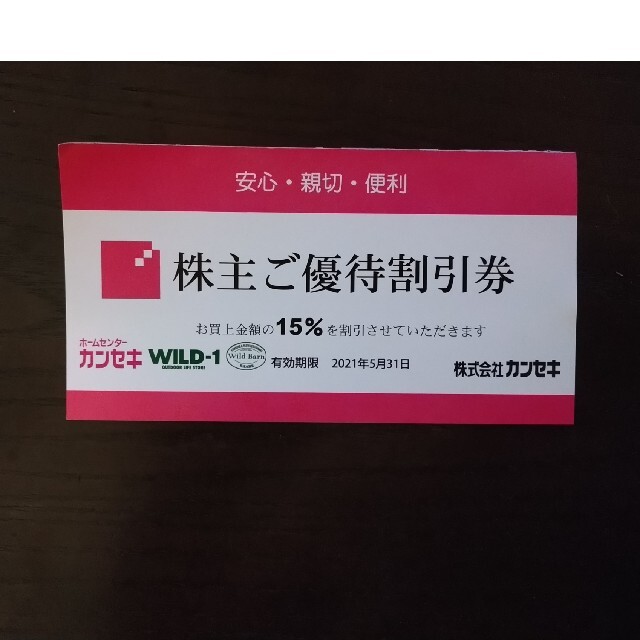 安心・親切・便利
株主ご優待割引券
お買上金額の15%を割引させていただきます
ホームセンター
カンセキ WILD-1 Wild Barn 有効期限 2021年5月31日 株式会社カンセキ
OUTDOOR LIFE STORE